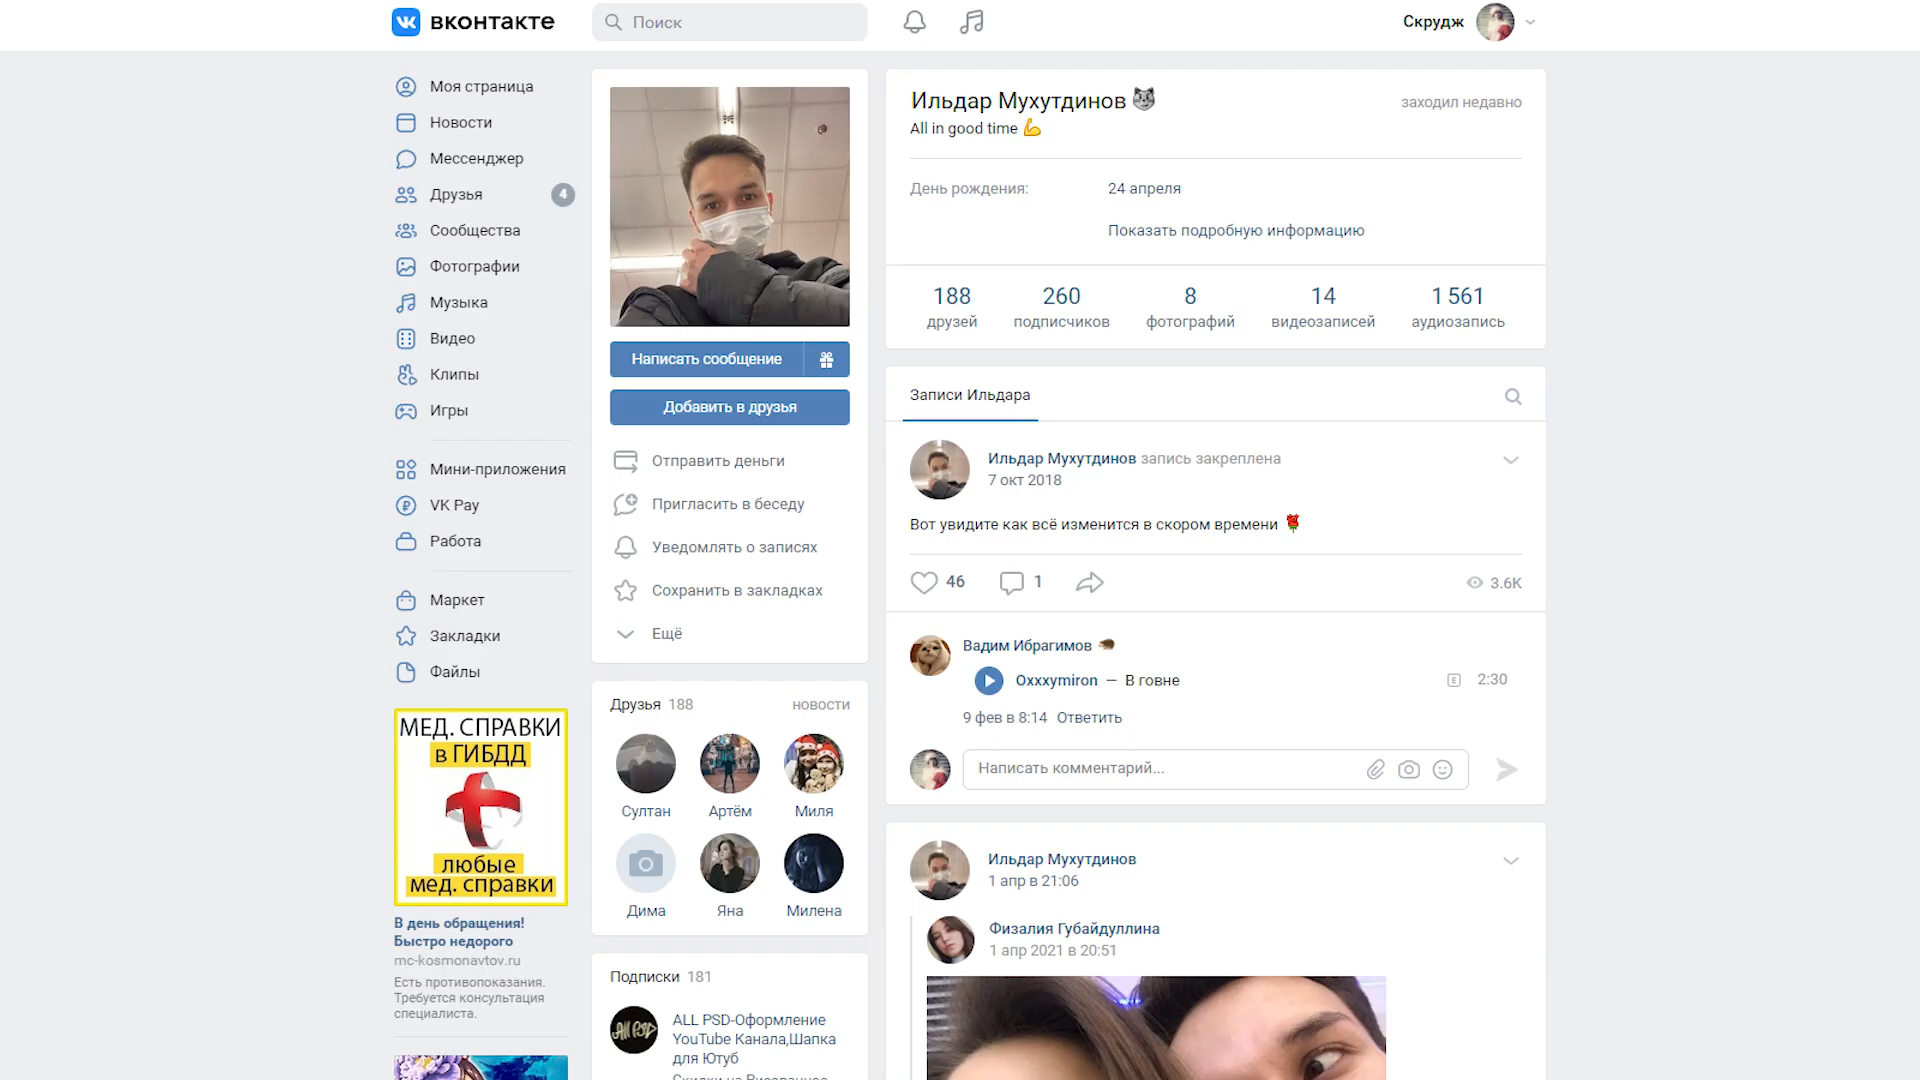 вконтакте
Поиск
Скрудж
Моя страница
Новости
Мессенджер
Друзья 4
Сообщества
Фотографии
Музыка
Видео
Клипы
Игры
Мини-приложения
VK Pay
Работа
Маркет
Закладки
Файлы
МЕД. СПРАВКИ
в ГИБДД
любые
мед. справки
В день обращения!
Быстро недорого
mc-kosmonavtov.ru
Есть противопоказания.
Требуется консультация
специалиста.
Написать сообщение
Добавить в друзья
Отправить деньги
Пригласить в беседу
Уведомлять о записях
Сохранить в закладках
Ещё
Друзья 188 новости
Султан Артём Миля
Дима Яна Милена
Подписки 181
ALL PSD
ALL PSD-Оформление
YouTube Канала,Шапка
для Ютуб
Скидки на Рисованное
Ильдар Мухутдинов
заходил недавно
All in good time
День рождения: 24 апреля
Показать подробную информацию
188 260 8 14 1 561
друзей подписчиков фотографий видеозаписей аудиозапись
Записи Ильдара
Ильдар Мухутдинов запись закреплена
7 окт 2018
Вот увидите как всё изменится в скором времени
46 1 3.6K
Вадим Ибрагимов
Oxxxymiron — В говне E 2:30
9 фев в 8:14 Ответить
Написать комментарий...
Ильдар Мухутдинов
1 апр в 21:06
Физалия Губайдуллина
1 апр 2021 в 20:51